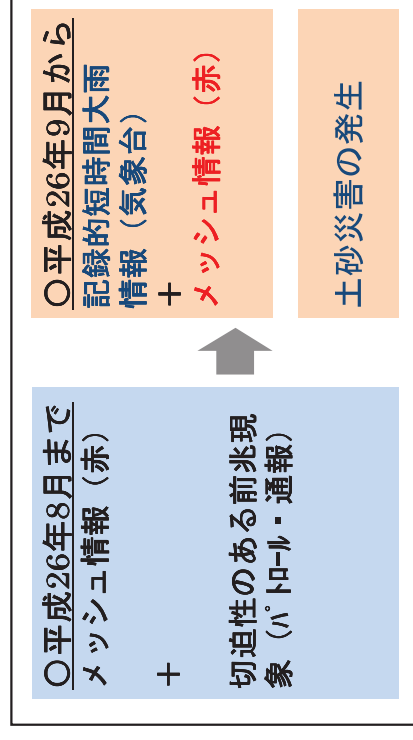 〇平成26年8月まで
メッシュ情報（赤）
＋
切迫性のある前兆現
象（ﾊﾟﾄﾛｰﾙ・通報）
〇平成26年9月から
記録的短時間大雨
情報（気象台）
＋
メッシュ情報（赤）
土砂災害の発生